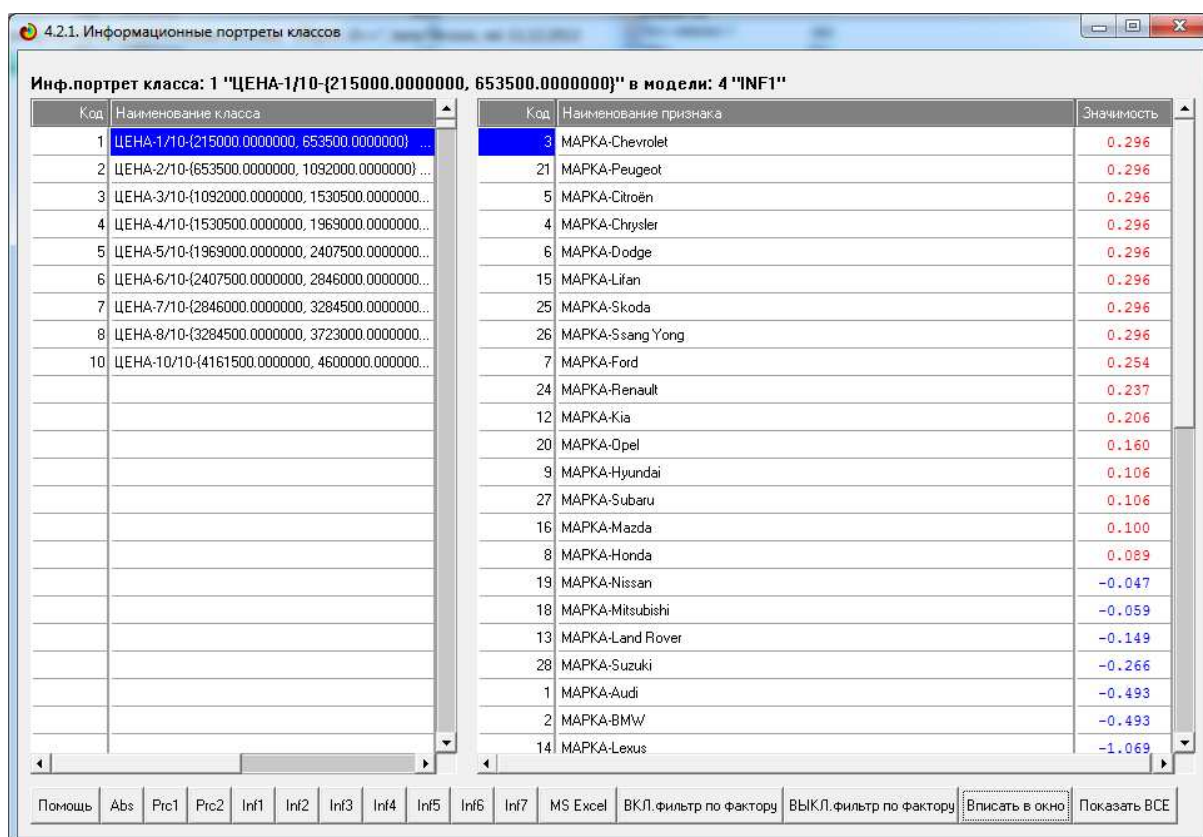 4.2.1. Информационные портреты классов
Инф.портрет класса: 1 "ЦЕНА-1/10-{215000.0000000, 653500.0000000}" в модели: 4 "INF1"
Код Наименование класса
1 ЦЕНА-1/10-{215000.0000000, 653500.0000000} ...
2 ЦЕНА-2/10-{653500.0000000, 1092000.0000000} ...
3 ЦЕНА-3/10-{1092000.0000000, 1530500.0000000...
4 ЦЕНА-4/10-{1530500.0000000, 1969000.0000000...
5 ЦЕНА-5/10-{1969000.0000000, 2407500.0000000...
6 ЦЕНА-6/10-{2407500.0000000, 2846000.0000000...
7 ЦЕНА-7/10-{2846000.0000000, 3284500.0000000...
8 ЦЕНА-8/10-{3284500.0000000, 3723000.0000000...
10 ЦЕНА-10/10-{4161500.0000000, 4600000.000000...
Код Наименование признака Значимость
3 МАРКА-Chevrolet 0.296
21 МАРКА-Peugeot 0.296
5 МАРКА-Citroën 0.296
4 МАРКА-Chrysler 0.296
6 МАРКА-Dodge 0.296
15 МАРКА-Lifan 0.296
25 МАРКА-Skoda 0.296
26 МАРКА-Ssang Yong 0.296
7 МАРКА-Ford 0.254
24 МАРКА-Renault 0.237
12 МАРКА-Kia 0.206
20 МАРКА-Opel 0.160
9 МАРКА-Hyundai 0.106
27 МАРКА-Subaru 0.106
16 МАРКА-Mazda 0.100
8 МАРКА-Honda 0.089
19 МАРКА-Nissan -0.047
18 МАРКА-Mitsubishi -0.059
13 МАРКА-Land Rover -0.149
28 МАРКА-Suzuki -0.266
1 МАРКА-Audi -0.493
2 МАРКА-BMW -0.493
14 МАРКА-Lexus -1.069
Помощь Abs Prc1 Prc2 Inf1 Inf2 Inf3 Inf4 Inf5 Inf6 Inf7 MS Excel ВКЛ.фильтр по фактору ВЫКЛ.фильтр по фактору Вписать в окно Показать ВСЕ